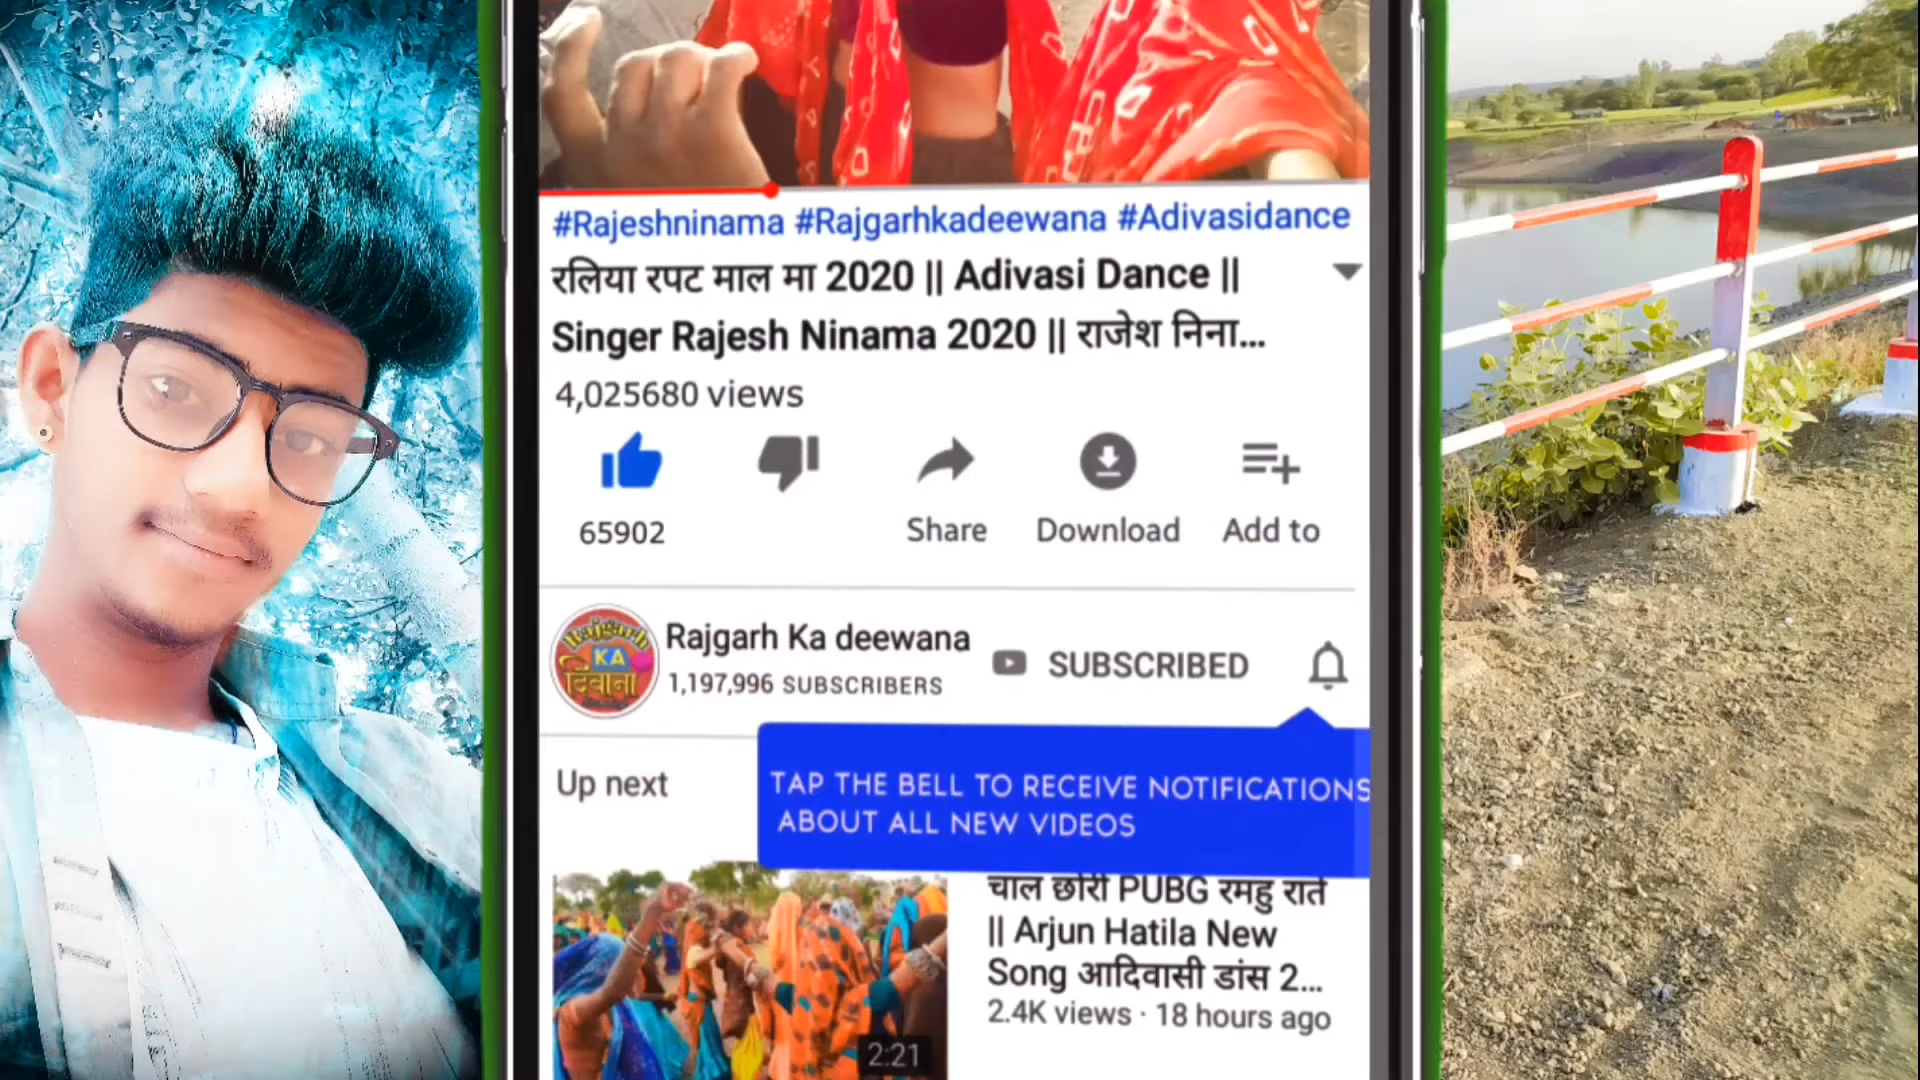 #Rajeshninama #Rajgarhkadeewana #Adivasidance
रलिया रपट माल मा 2020 || Adivasi Dance ||
Singer Rajesh Ninama 2020 || राजेश निना...
4,025680 views
65902
Share
Download
Add to
Rajgarh
KA
दिवाना
Rajgarh Ka deewana
1,197,996 SUBSCRIBERS
SUBSCRIBED
Up next
TAP THE BELL TO RECEIVE NOTIFICATIONS
ABOUT ALL NEW VIDEOS
चाल छोरी PUBG रमहु राते
|| Arjun Hatila New
Song आदिवासी डांस 2...
2.4K views · 18 hours ago
2:21